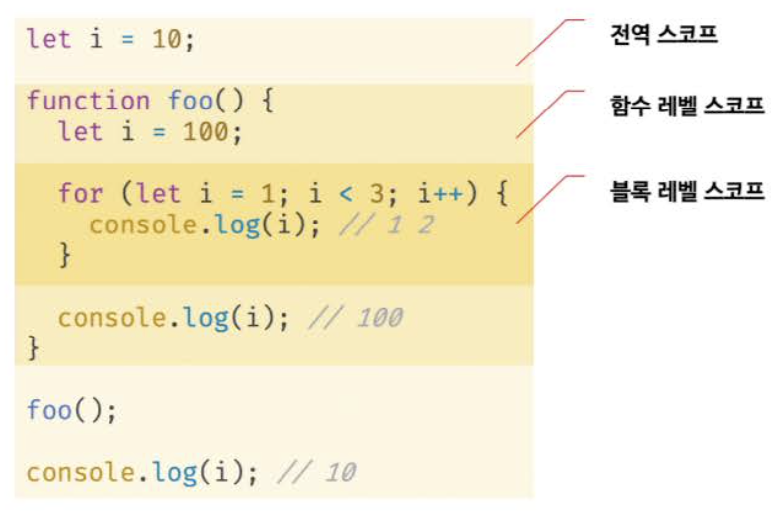 let i = 10;
전역 스코프
function foo() {
함수 레벨 스코프
  let i = 100;
  for (let i = 1; i < 3; i++) {
블록 레벨 스코프
    console.log(i); // 1 2
  }
  console.log(i); // 100
}
foo();
console.log(i); // 10